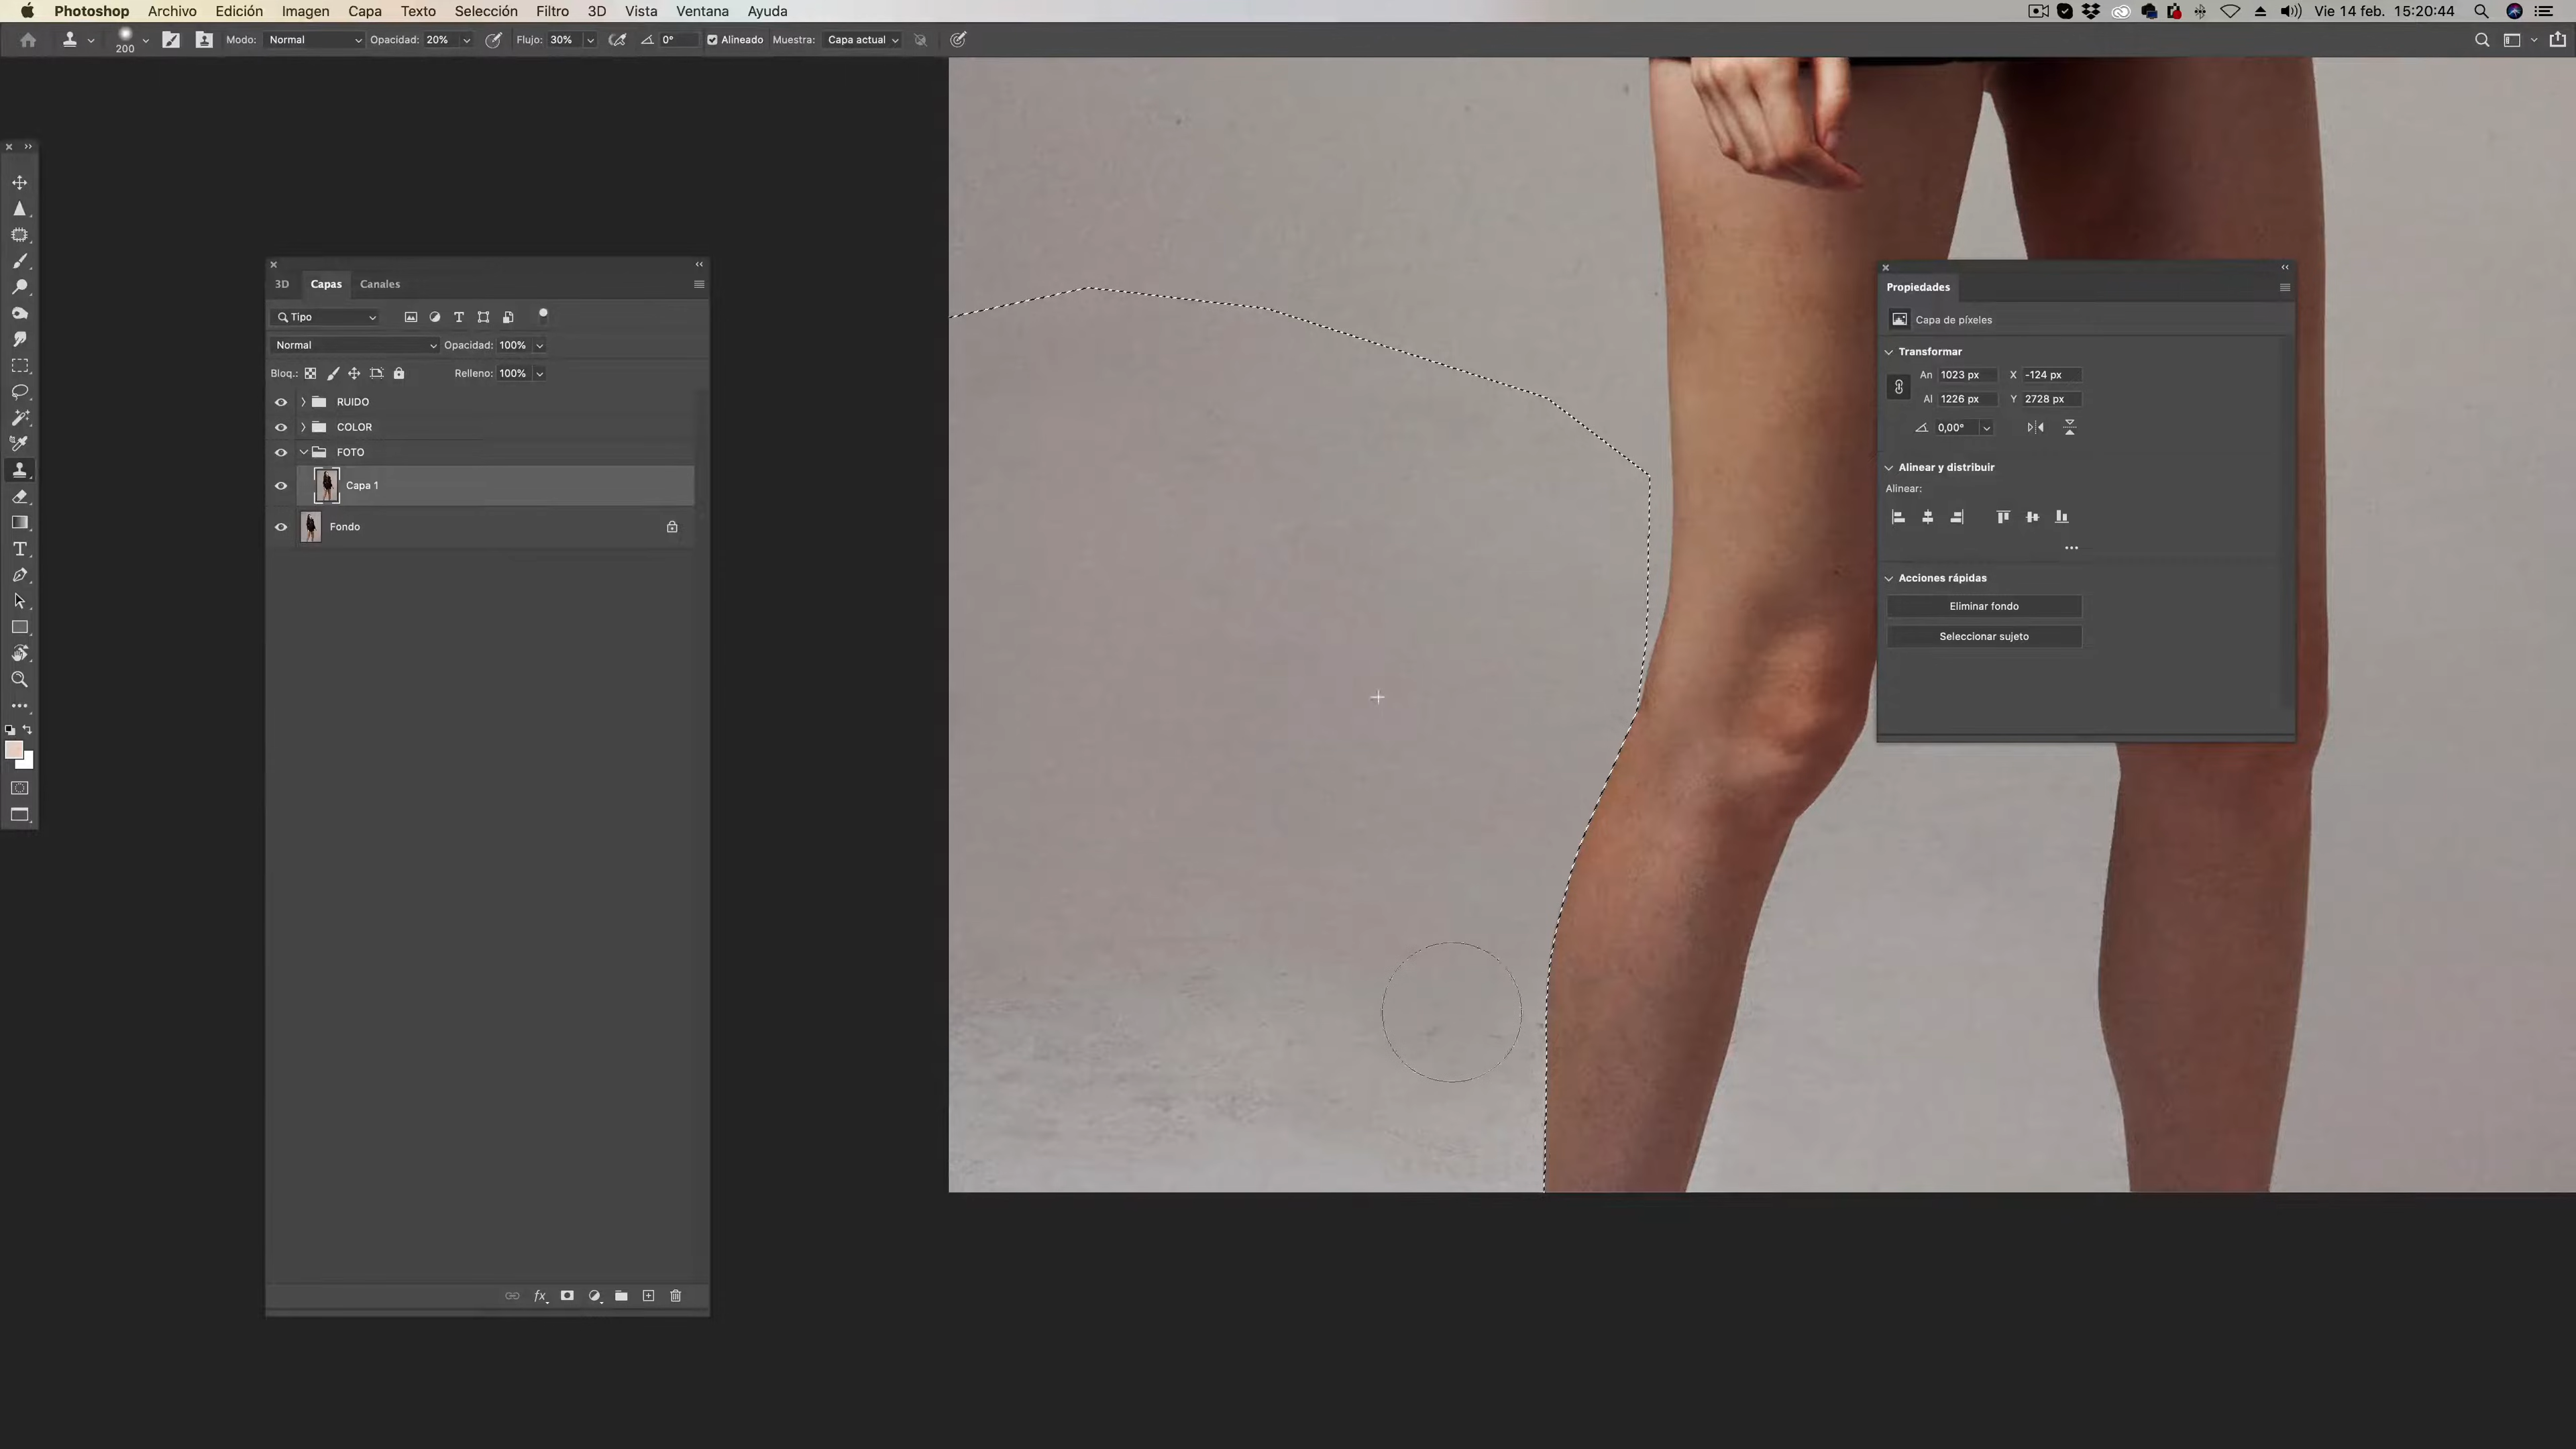 Photoshop Archivo Edición Imagen Capa Texto Selección Filtro 3D Vista Ventana Ayuda Vie 14 feb. 15:20:44
200 Modo: Normal Opacidad: 20% Flujo: 30% 0° Alineado Muestra: Capa actual
3D Capas Canales
Tipo
Normal Opacidad: 100%
Bloq.: Relleno: 100%
RUIDO
COLOR
FOTO
Capa 1
Fondo
fx
Propiedades
Capa de píxeles
Transformar
An 1023 px X -124 px
Al 1226 px Y 2728 px
0,00°
Alinear y distribuir
Alinear:
Acciones rápidas
Eliminar fondo
Seleccionar sujeto